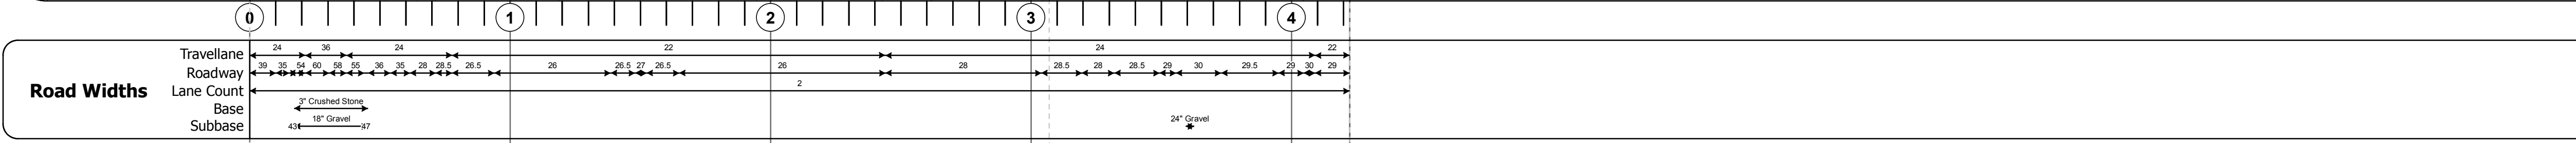 0 1 2 3 4
Road Widths
Travellane 24 36 24 22 24 22
Roadway 39 35 54 60 58 55 36 35 28 28.5 26.5 26 26.5 27 26.5 26 28 28.5 28 28.5 29 30 29.5 29 30 29
Lane Count 2
Base 3" Crushed Stone
Subbase 43 18" Gravel 47 24" Gravel